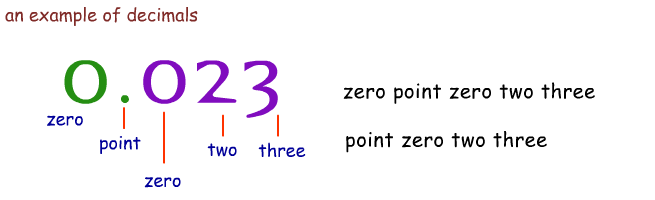 an example of decimals
0.023
zero
point
zero
two
three
zero point zero two three
point zero two three